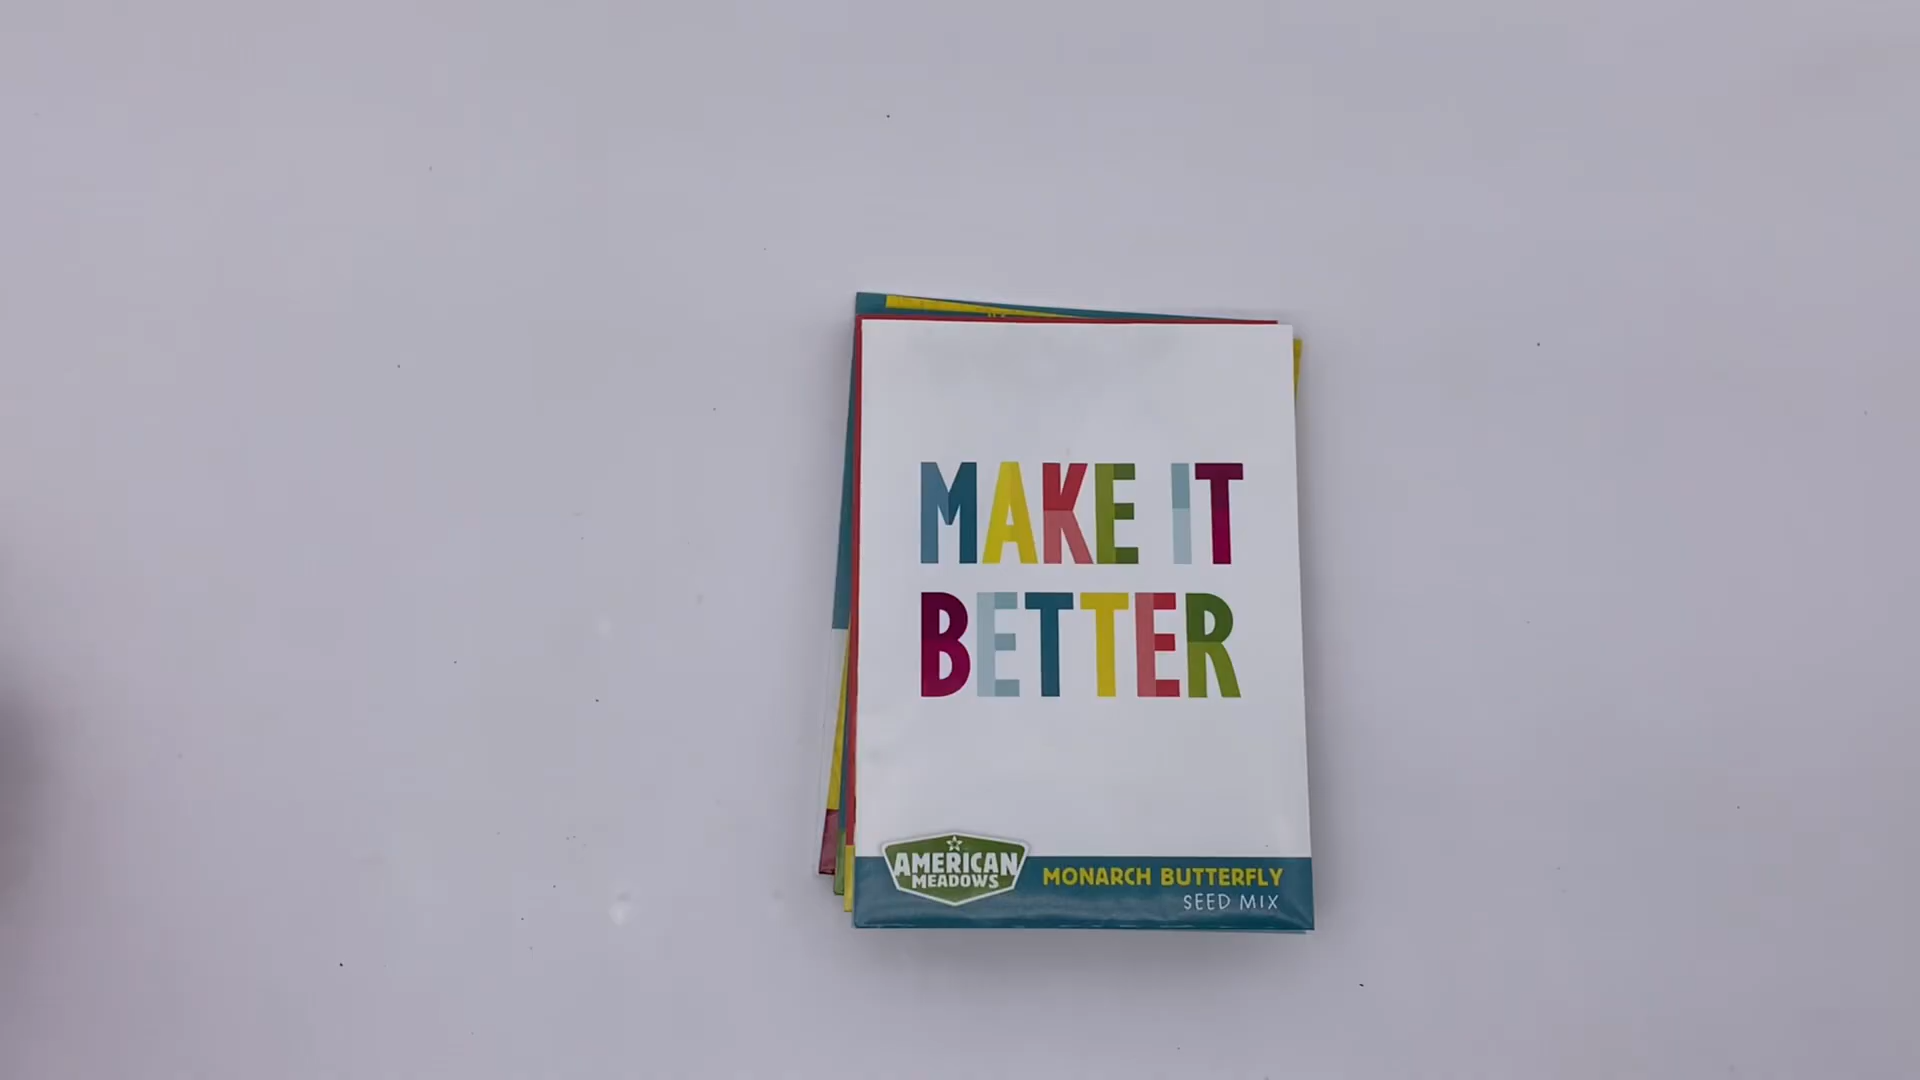 MAKE IT
BETTER
AMERICAN
MEADOWS
MONARCH BUTTERFLY
SEED MIX